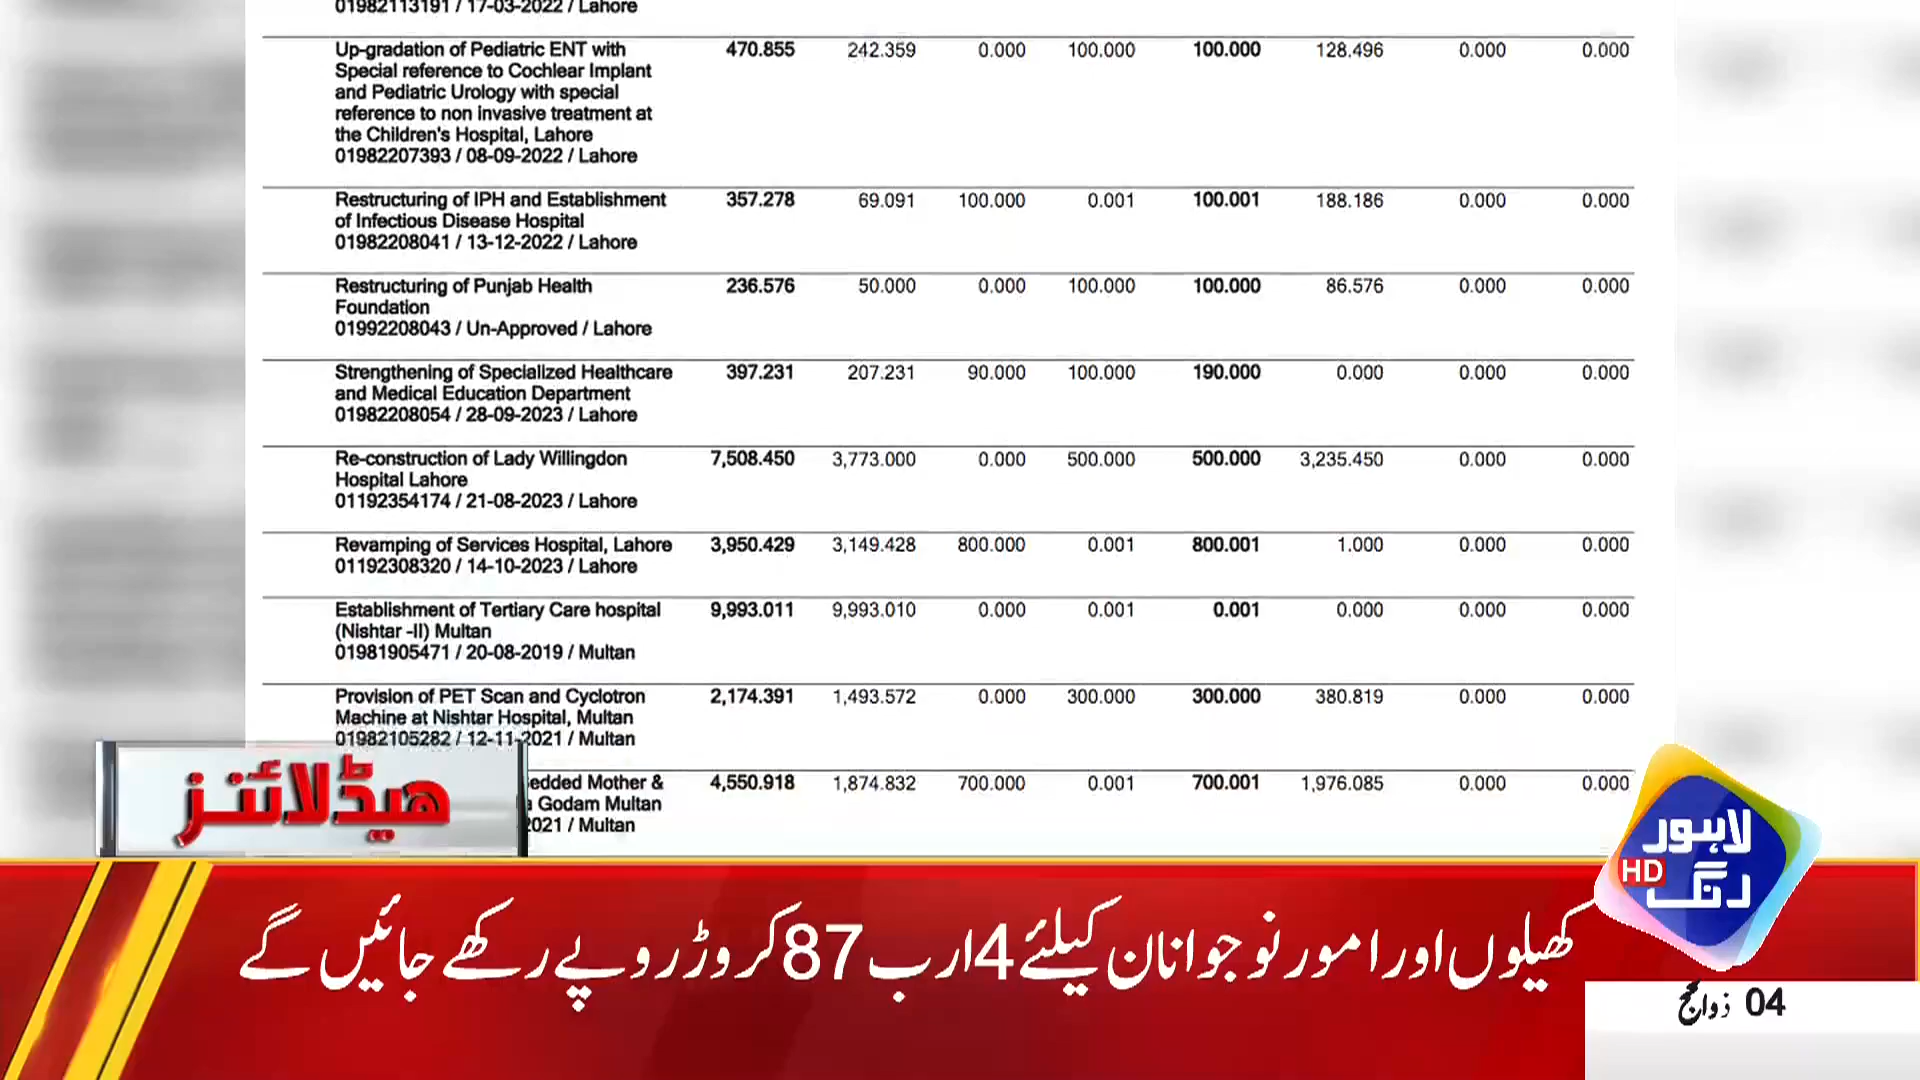 01982113191 / 17-03-2022 / Lahore
Up-gradation of Pediatric ENT with 470.855 242.359 0.000 100.000 100.000 128.496 0.000 0.000
Special reference to Cochlear Implant
and Pediatric Urology with special
reference to non invasive treatment at
the Children's Hospital, Lahore
01982207393 / 08-09-2022 / Lahore
Restructuring of IPH and Establishment 357.278 69.091 100.000 0.001 100.001 188.186 0.000 0.000
of Infectious Disease Hospital
01982208041 / 13-12-2022 / Lahore
Restructuring of Punjab Health 236.576 50.000 0.000 100.000 100.000 86.576 0.000 0.000
Foundation
01992208043 / Un-Approved / Lahore
Strengthening of Specialized Healthcare 397.231 207.231 90.000 100.000 190.000 0.000 0.000 0.000
and Medical Education Department
01982208054 / 28-09-2023 / Lahore
Re-construction of Lady Willingdon 7,508.450 3,773.000 0.000 500.000 500.000 3,235.450 0.000 0.000
Hospital Lahore
01192354174 / 21-08-2023 / Lahore
Revamping of Services Hospital, Lahore 3,950.429 3,149.428 800.000 0.001 800.001 1.000 0.000 0.000
01192308320 / 14-10-2023 / Lahore
Establishment of Tertiary Care hospital 9,993.011 9,993.010 0.000 0.001 0.001 0.000 0.000 0.000
(Nishtar -II) Multan
01981905471 / 20-08-2019 / Multan
Provision of PET Scan and Cyclotron 2,174.391 1,493.572 0.000 300.000 300.000 380.819 0.000 0.000
Machine at Nishtar Hospital, Multan
01982105282 / 12-11-2021 / Multan
Mother & 4,550.918 1,874.832 700.000 0.001 700.001 1,976.085 0.000 0.000
Godam Multan
2021 / Multan
ہیڈلائنز
لاہور
رنگ
HD
کھیلوں اور امور نوجوانان کیلئے 4 ارب 87 کروڑ روپے رکھے جائیں گے
04 ذوالحج